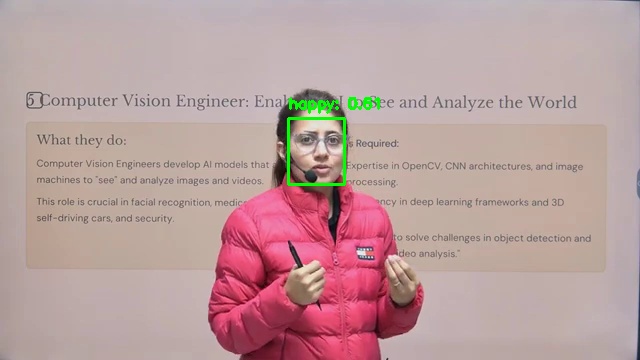 5 Computer Vision Engineer: Ena to See and Analyze the World
happy: 0.61
What they do:
Computer Vision Engineers develop AI models that
machines to "see" and analyze images and videos.
This role is crucial in facial recognition,
self-driving cars, and security.
Required:
Expertise in OpenCV, CNN architectures, and image
processing.
in deep learning frameworks and 3D
to solve challenges in object detection and
analysis."
TOMMY